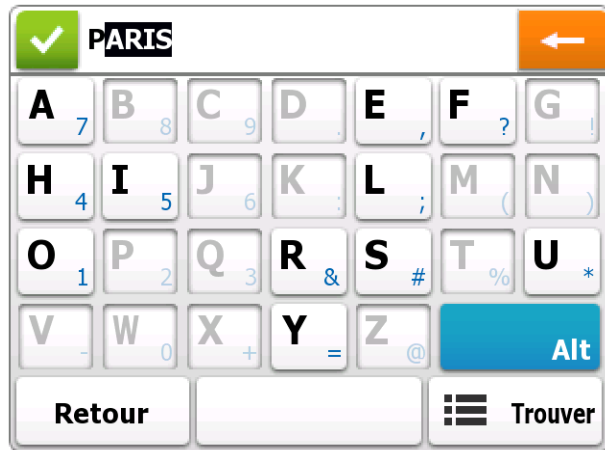 PARIS
A 7 B 8 C 9 D . E , F ? G !
H 4 I 5 J 6 K : L ; M ( N )
O 1 P 2 Q 3 R & S # T % U *
V - W 0 X + Y = Z @ Alt
Retour Trouver